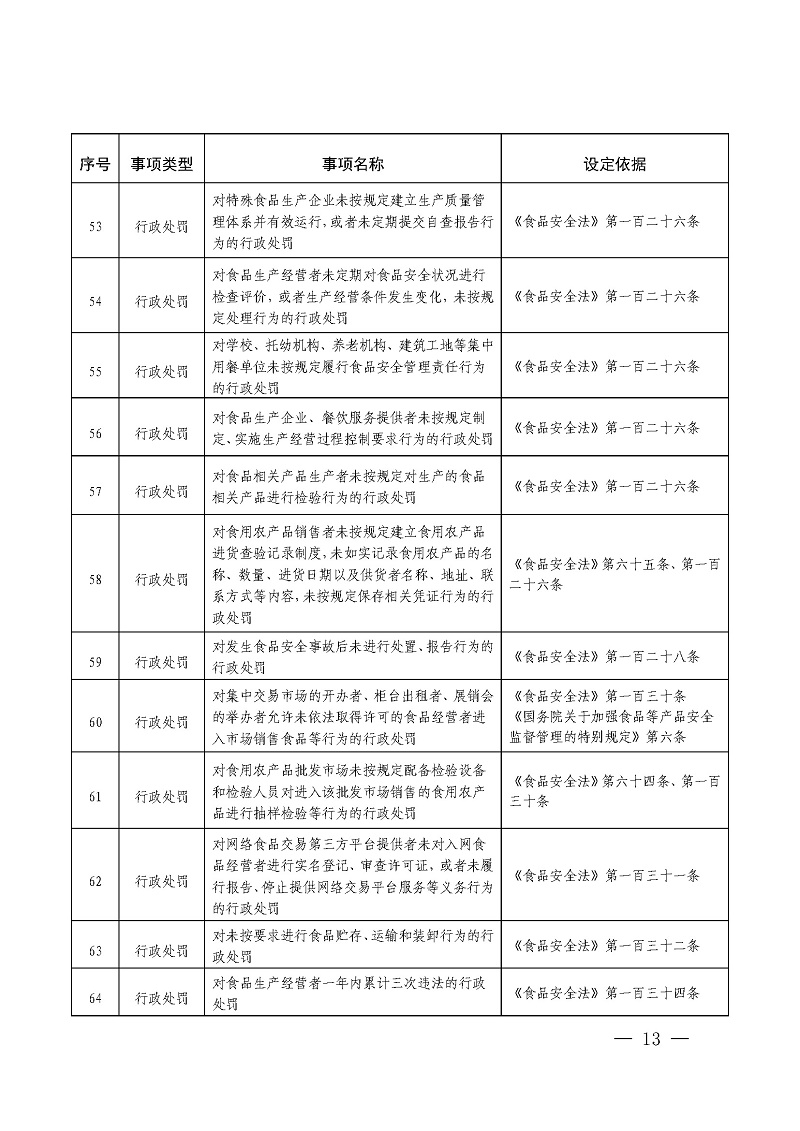 序号 事项类型 事项名称 设定依据
53 行政处罚
对特殊食品生产企业未按规定建立生产质量管
理体系并有效运行,或者未定期提交自查报告行
为的行政处罚
《食品安全法》第一百二十六条
54 行政处罚
对食品生产经营者未定期对食品安全状况进行
检查评价，或者生产经营条件发生变化，未按规
定处理行为的行政处罚
《食品安全法》第一百二十六条
55 行政处罚
对学校、托幼机构、养老机构、建筑工地等集中
用餐单位未按规定履行食品安全管理责任行为
的行政处罚
《食品安全法》第一百二十六条
56 行政处罚
对食品生产企业、餐饮服务提供者未按规定制
定、实施生产经营过程控制要求行为的行政处罚
《食品安全法》第一百二十六条
57 行政处罚
对食品相关产品生产者未按规定对生产的食品
相关产品进行检验行为的行政处罚
《食品安全法》第一百二十六条
58 行政处罚
对食用农产品销售者未按规定建立食用农产品
进货查验记录制度,未如实记录食用农产品的名
称、数量、进货日期以及供货者名称、地址、联
系方式等内容,未按规定保存相关凭证行为的行
政处罚
《食品安全法》第六十五条、第一百
二十六条
59 行政处罚
对发生食品安全事故后未进行处置、报告行为的
行政处罚
《食品安全法》第一百二十八条
60 行政处罚
对集中交易市场的开办者、柜台出租者、展销会
的举办者允许未依法取得许可的食品经营者进
入市场销售食品等行为的行政处罚
《食品安全法》第一百三十条
《国务院关于加强食品等产品安全
监督管理的特别规定》第六条
61 行政处罚
对食用农产品批发市场未按规定配备检验设备
和检验人员对进入该批发市场销售的食用农产
品进行抽样检验等行为的行政处罚
《食品安全法》第六十四条、第一百
三十条
62 行政处罚
对网络食品交易第三方平台提供者未对入网食
品经营者进行实名登记、审查许可证，或者未履
行报告、停止提供网络交易平台服务等义务行为
的行政处罚
《食品安全法》第一百三十一条
63 行政处罚
对未按要求进行食品贮存、运输和装卸行为的行
政处罚
《食品安全法》第一百三十二条
64 行政处罚
对食品生产经营者一年内累计三次违法的行政
处罚
《食品安全法》第一百三十四条
— 13 —